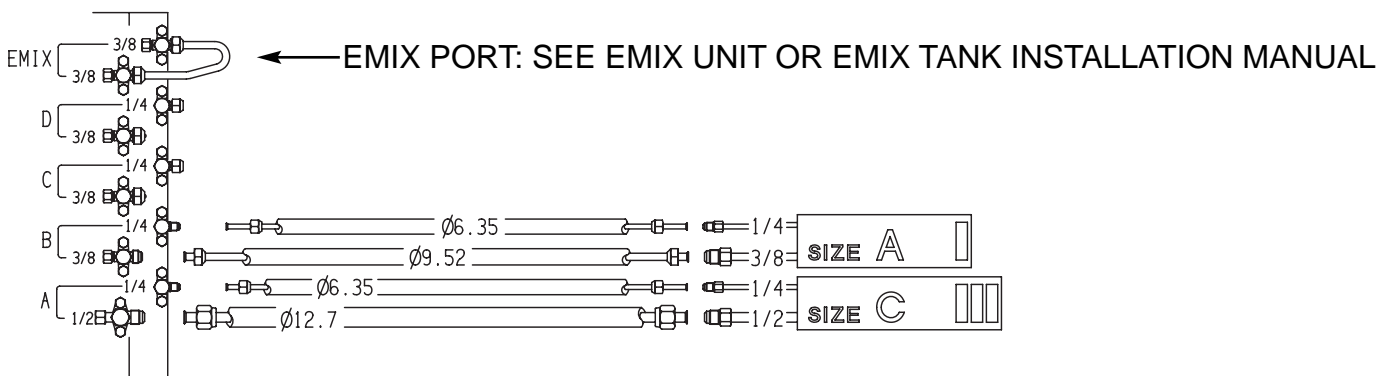 EMIX
3/8
3/8
EMIX PORT: SEE EMIX UNIT OR EMIX TANK INSTALLATION MANUAL
D
1/4
3/8
C
1/4
3/8
B
1/4
3/8
Ø6.35
1/4
Ø9.52
3/8
SIZE A
A
1/4
1/2
Ø6.35
1/4
Ø12.7
1/2
SIZE C